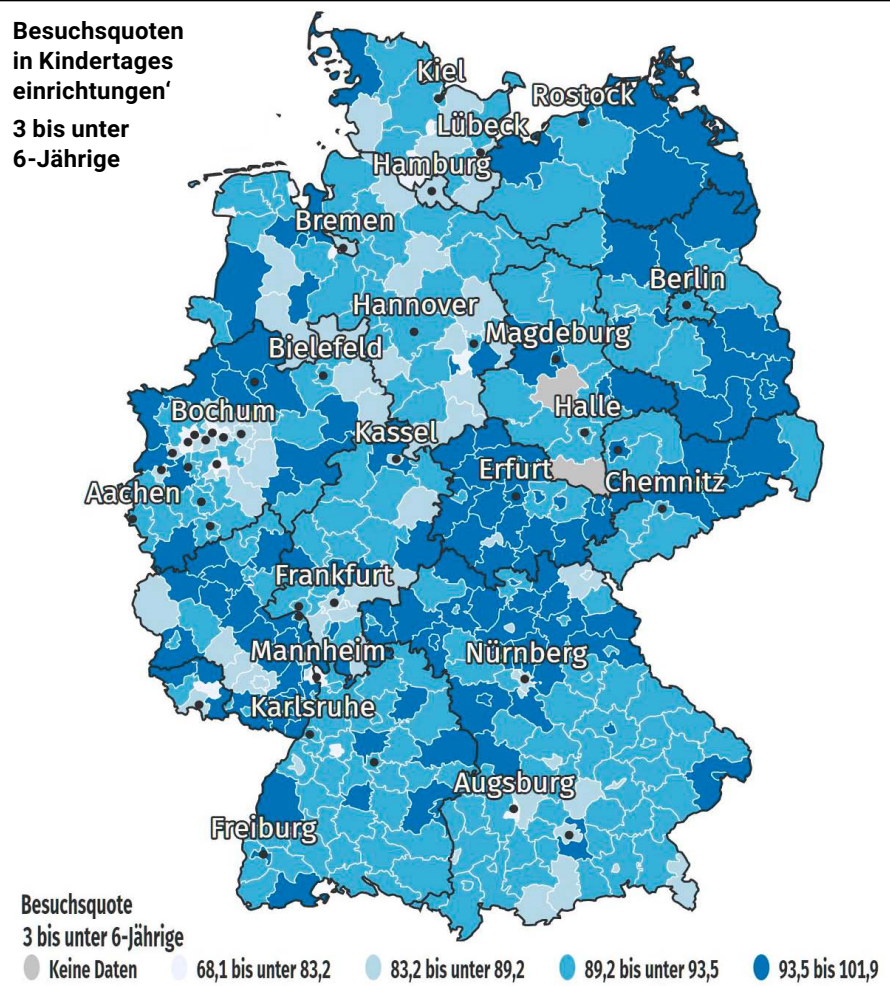 Besuchsquoten
in Kindertages
einrichtungen‘
3 bis unter
6-Jährige
Kiel
Rostock
Lübeck
Hamburg
Bremen
Berlin
Hannover
Magdeburg
Bielefeld
Halle
Bochum
Kassel
Erfurt
Chemnitz
Aachen
Frankfurt
Mannheim
Nürnberg
Karlsruhe
Augsburg
Freiburg
Besuchsquote
3 bis unter 6-Jährige
Keine Daten 68,1 bis unter 83,2 83,2 bis unter 89,2 89,2 bis unter 93,5 93,5 bis 101,9